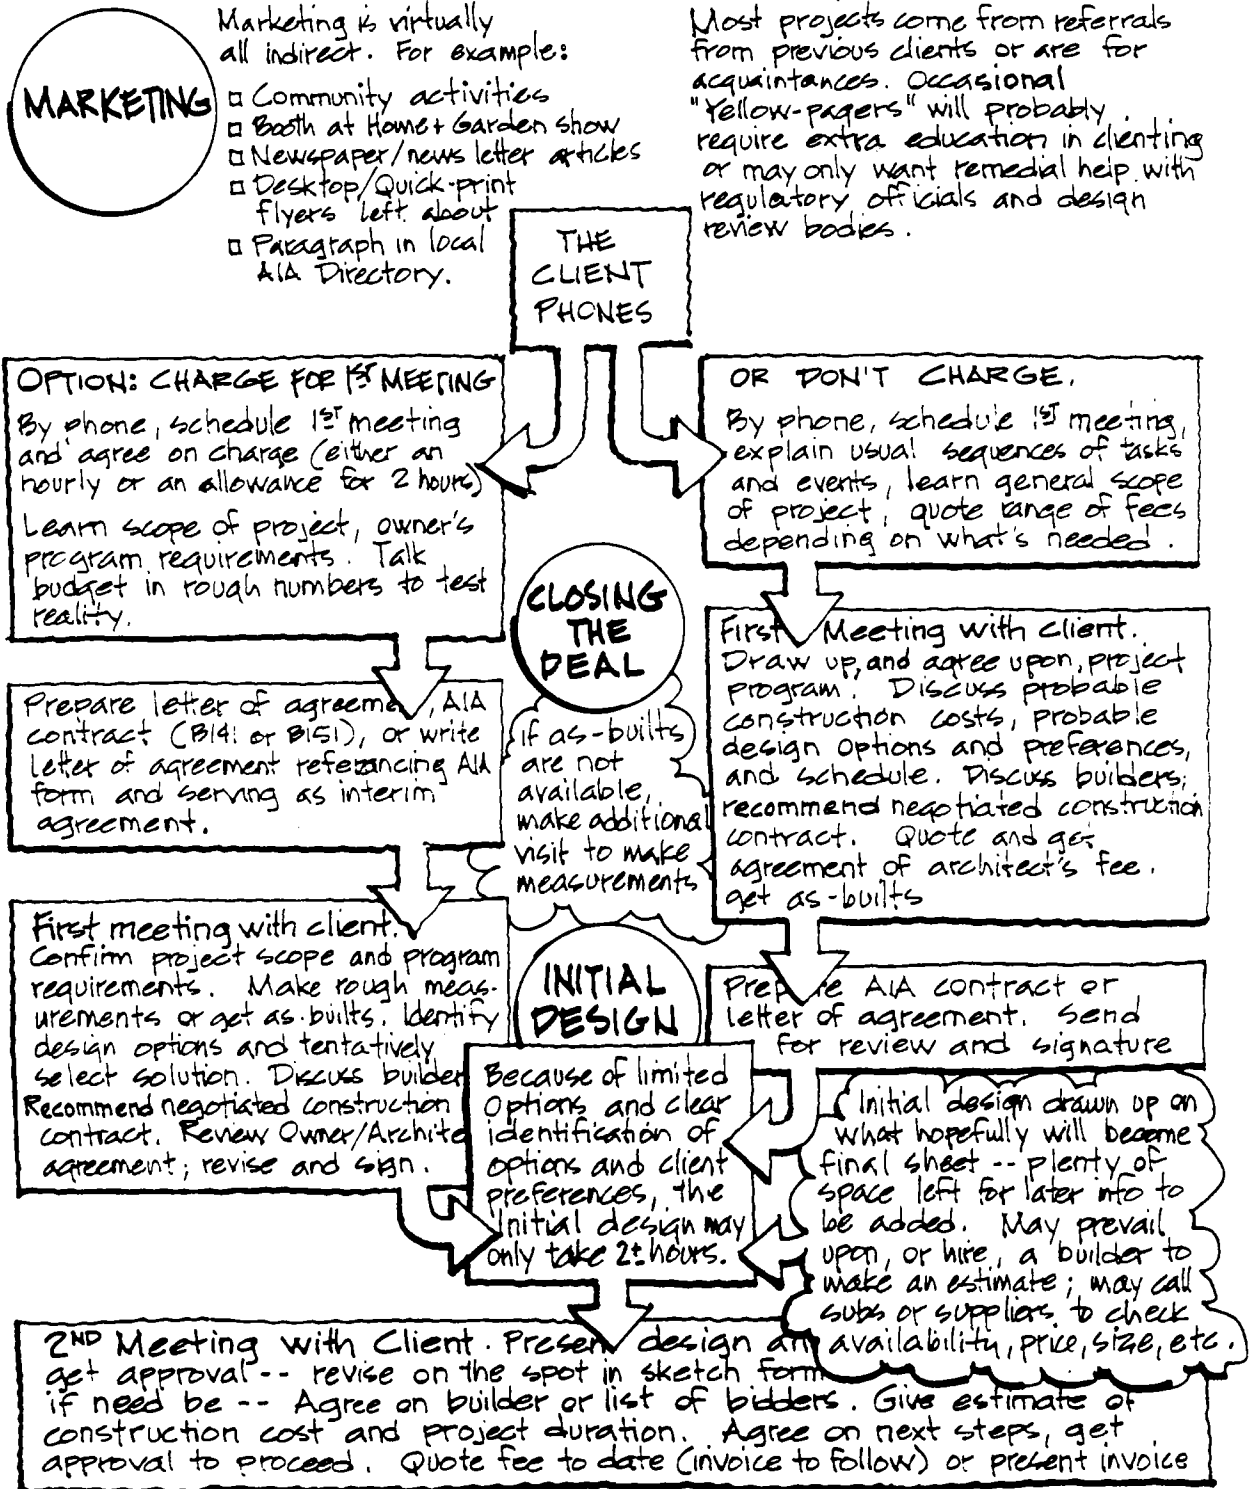 MARKETING
Marketing is virtually
all indirect. For example:
□ Community activities
□ Booth at Home + Garden show
□ Newspaper/news letter articles
□ Desktop/Quick-print
flyers left about
□ Paragraph in local
AIA Directory.
Most projects come from referrals
from previous clients or are for
acquaintances. Occasional
"Yellow-pagers" will probably
require extra education in clienting
or may only want remedial help with
regulatory officials and design
review bodies.
THE
CLIENT
PHONES
OPTION: CHARGE FOR 1ST MEETING
By phone, schedule 1ST meeting
and agree on charge (either an
hourly or an allowance for 2 hours)
Learn scope of project, owner's
program requirements. Talk
budget in rough numbers to test
reality.
OR DON'T CHARGE.
By phone, schedule 1ST meeting,
explain usual sequences of tasks
and events, learn general scope
of project, quote range of fees
depending on what's needed.
CLOSING
THE
DEAL
Prepare letter of agreeme, AIA
contract (B141 or B151), or write
letter of agreement referencing AIA
form and serving as interim
agreement.
if as-builts
are not
available,
make additional
visit to make
measurements
First Meeting with client.
Draw up, and agree upon, project
program. Discuss probable
construction costs, probable
design options and preferences,
and schedule. Discuss builders;
recommend negotiated construction
contract. Quote and get
agreement of architect's fee.
get as-builts
First meeting with client.
Confirm project scope and program
requirements. Make rough meas-
urements or get as-builts. Identify
design options and tentatively
select solution. Discuss builder
Recommend negotiated construction
contract. Review Owner/Archite
agreement; revise and sign.
INITIAL
DESIGN
Prepare AIA contract or
letter of agreement. Send
for review and signature
Because of limited
Options and clear
identification of
options and client
preferences, the
initial design may
only take 2± hours.
Initial design drawn up on
what hopefully will become
final sheet -- plenty of
space left for later info to
be added. May prevail
upon, or hire, a builder to
make an estimate; may call
subs or suppliers to check
availability, price, size, etc.
2ND Meeting with Client. Present design an
get approval -- revise on the spot in sketch form
if need be -- Agree on builder or list of bidders. Give estimate of
construction cost and project duration. Agree on next steps, get
approval to proceed. Quote fee to date (invoice to follow) or present invoice